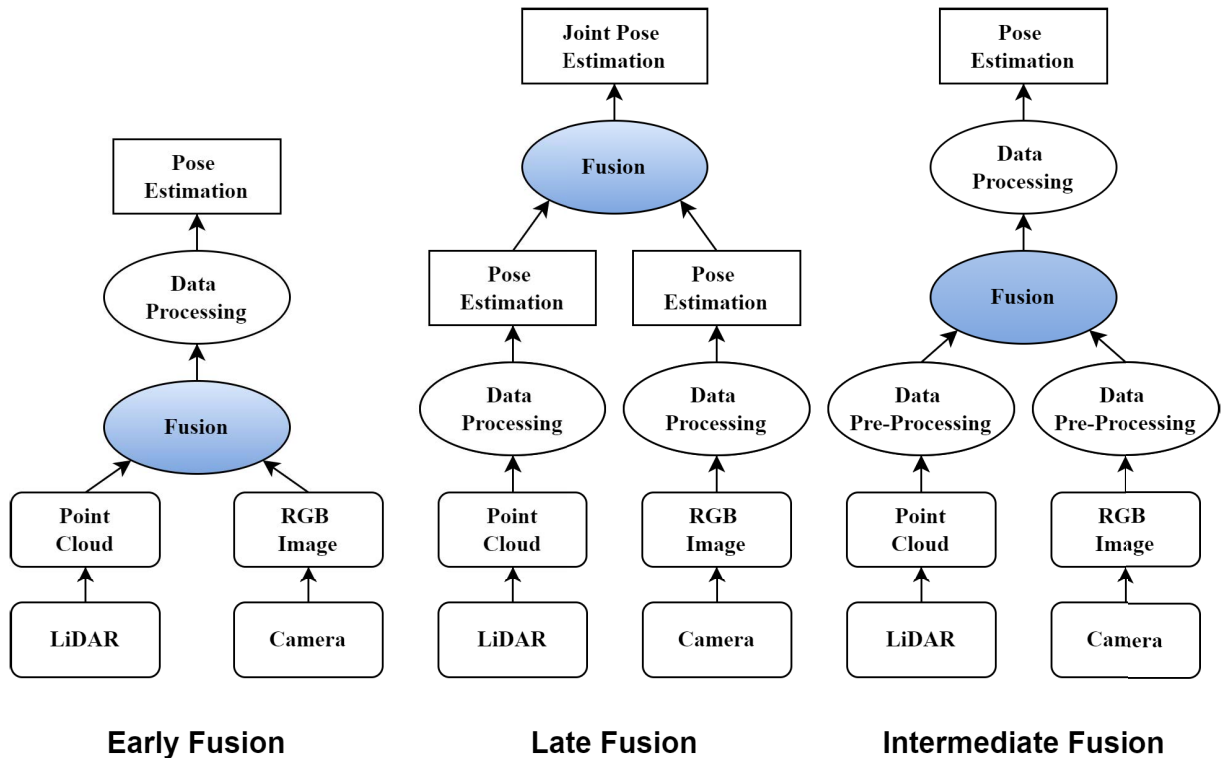 Pose
Estimation
Data
Processing
Fusion
Point
Cloud
RGB
Image
LiDAR
Camera
Early Fusion
Joint Pose
Estimation
Fusion
Pose
Estimation
Pose
Estimation
Data
Processing
Data
Processing
Point
Cloud
RGB
Image
LiDAR
Camera
Late Fusion
Pose
Estimation
Data
Processing
Fusion
Data
Pre-Processing
Data
Pre-Processing
Point
Cloud
RGB
Image
LiDAR
Camera
Intermediate Fusion